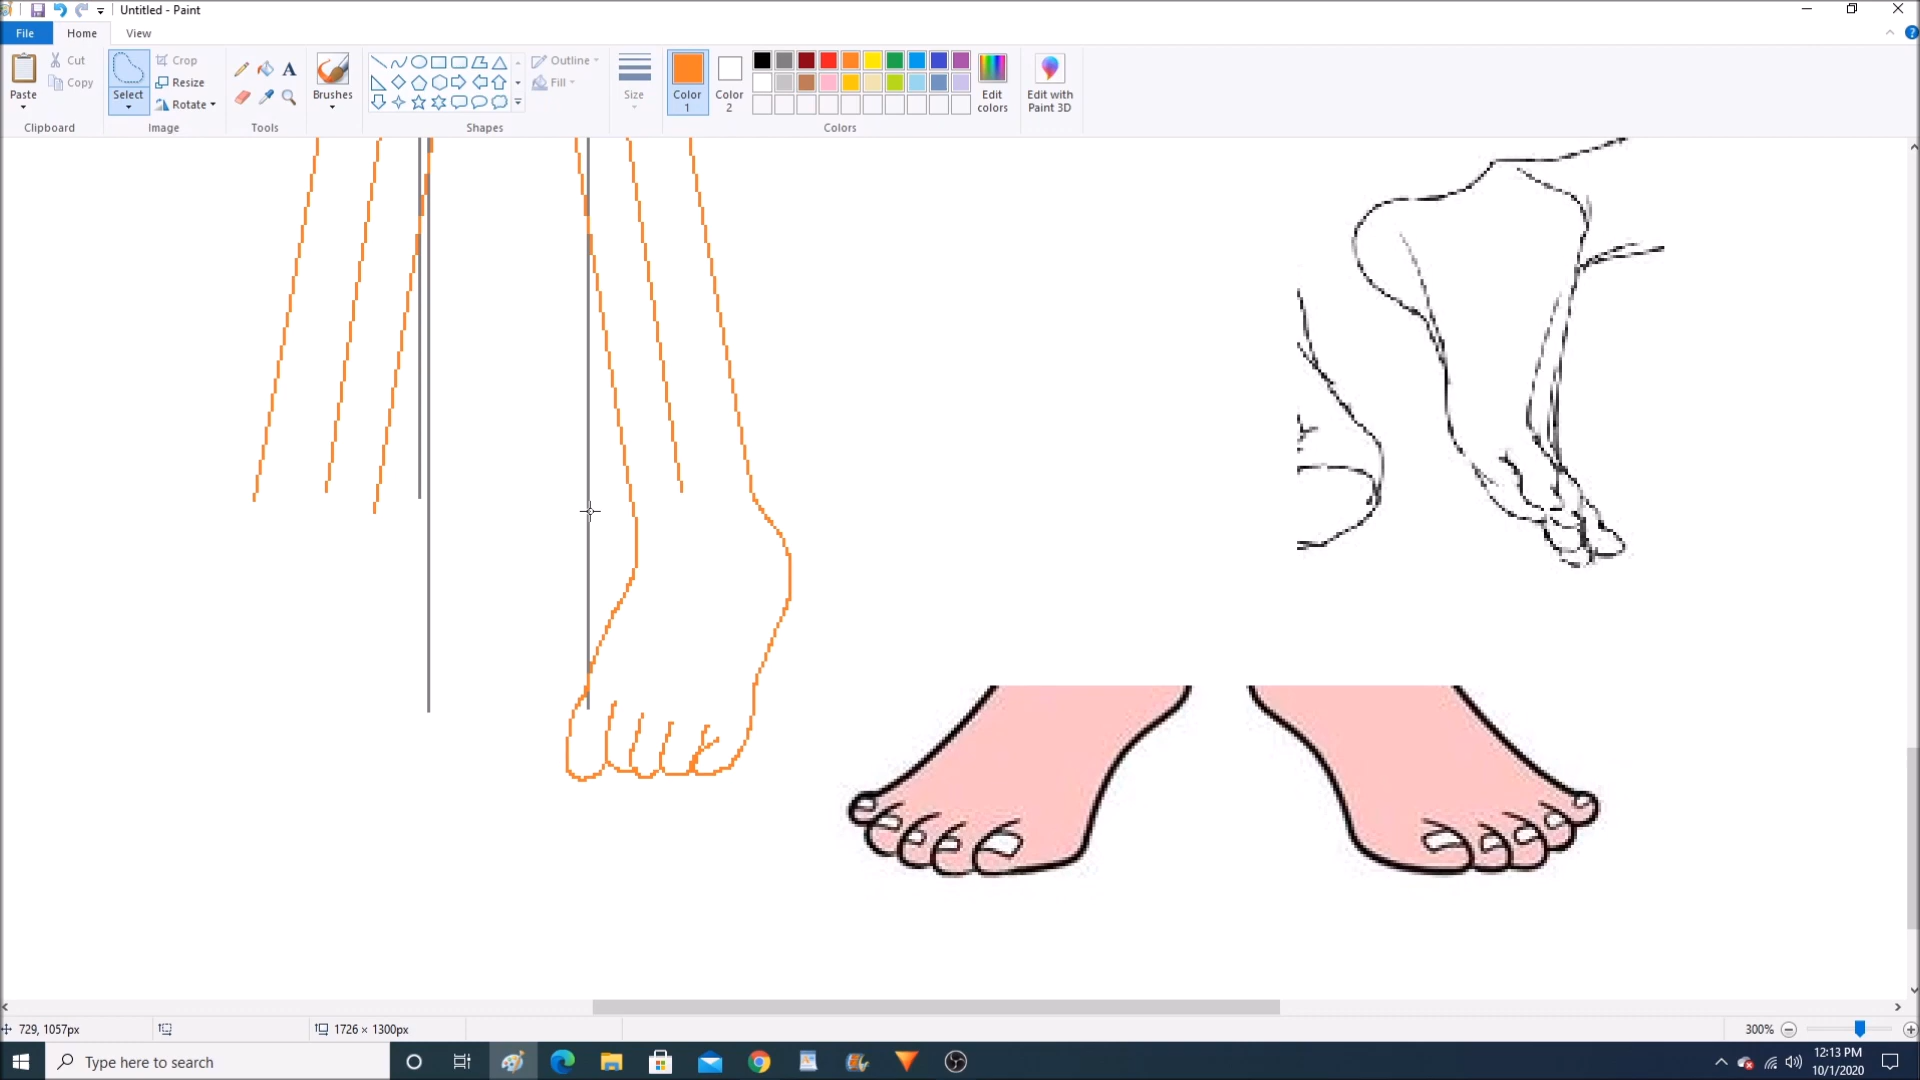 Untitled - Paint
File Home View
Paste
Cut
Copy
Clipboard
Select
Crop
Resize
Rotate
Image
Tools
Brushes
Shapes
Outline
Fill
Size
Color 1
Color 2
Edit colors
Colors
Edit with Paint 3D
729, 1057px
1726 × 1300px
300%
Type here to search
12:13 PM
10/1/2020